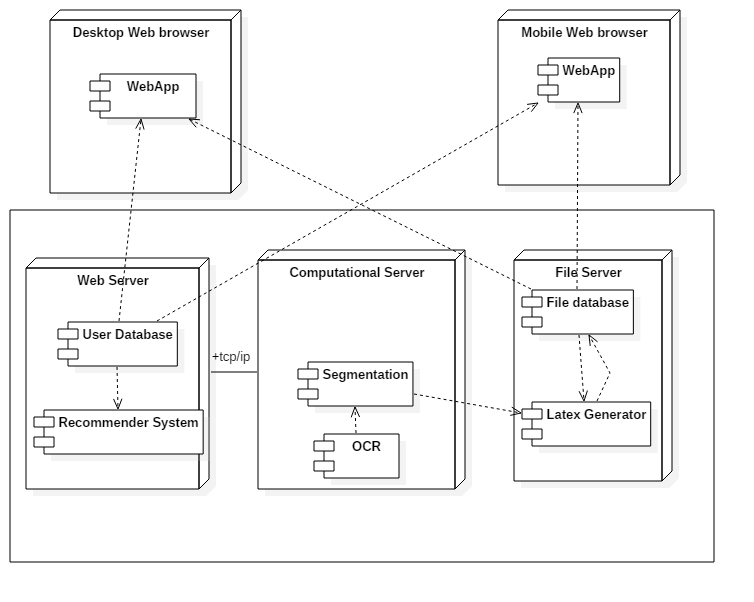 Desktop Web browser
WebApp
Mobile Web browser
WebApp
Web Server
User Database
Recommender System
+tcp/ip
Computational Server
Segmentation
OCR
File Server
File database
Latex Generator